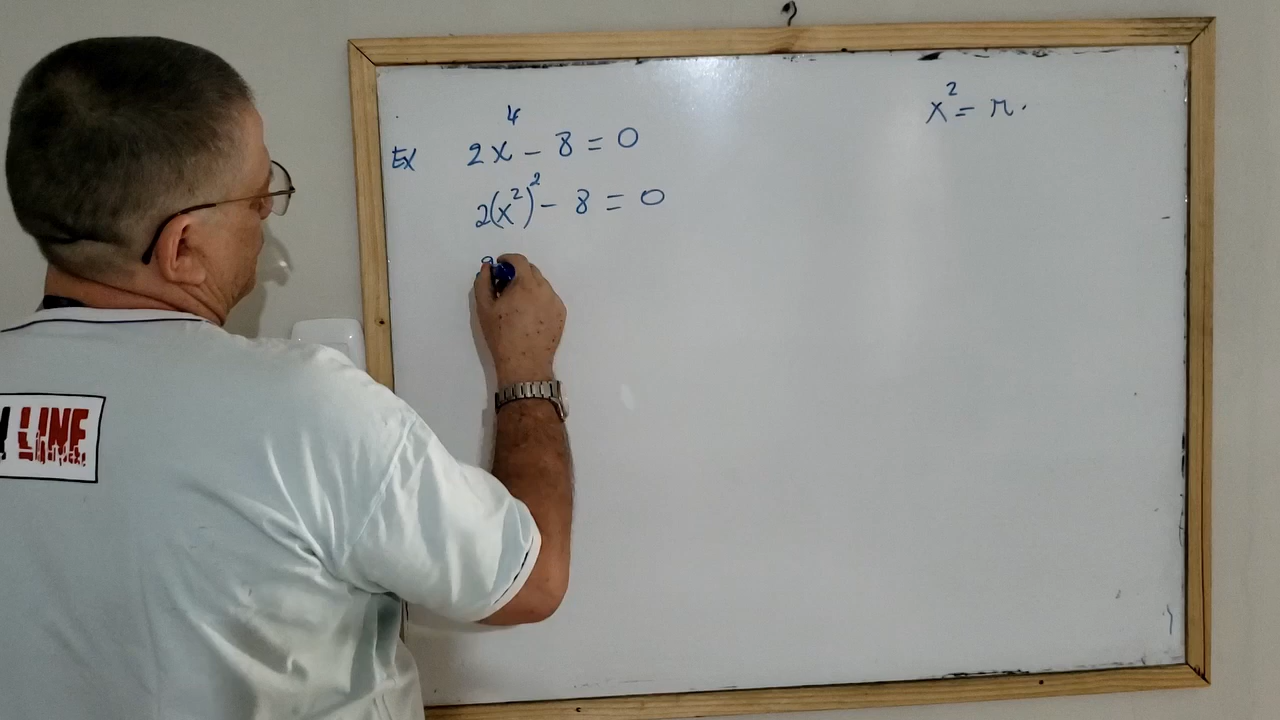 Ex 2x⁴ - 8 = 0
2(x²)² - 8 = 0
x² = r.
LINE